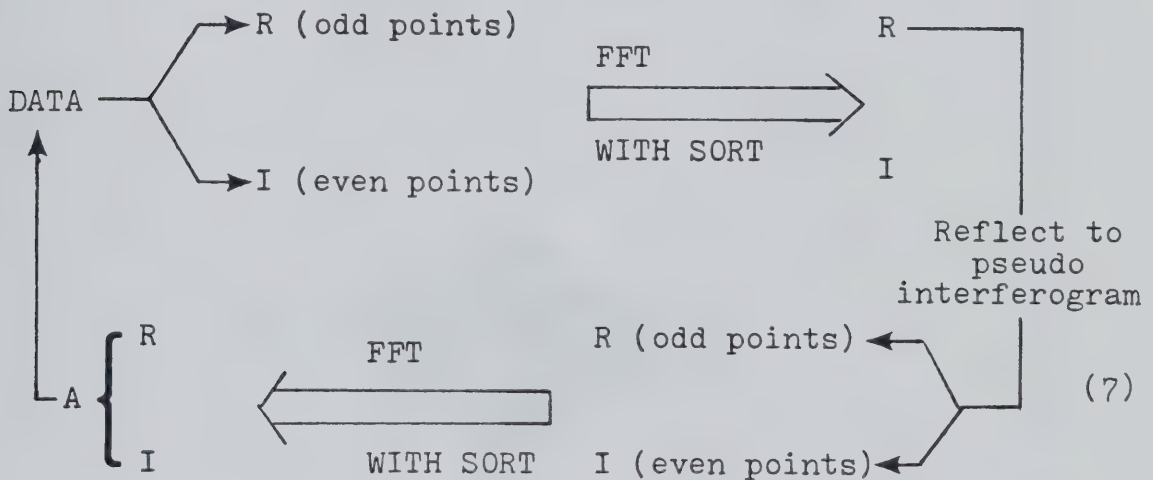 R (odd points)
DATA
I (even points)
FFT
WITH SORT
R
I
Reflect to
pseudo
interferogram
R (odd points)
I (even points)
(7)
FFT
WITH SORT
A
R
I